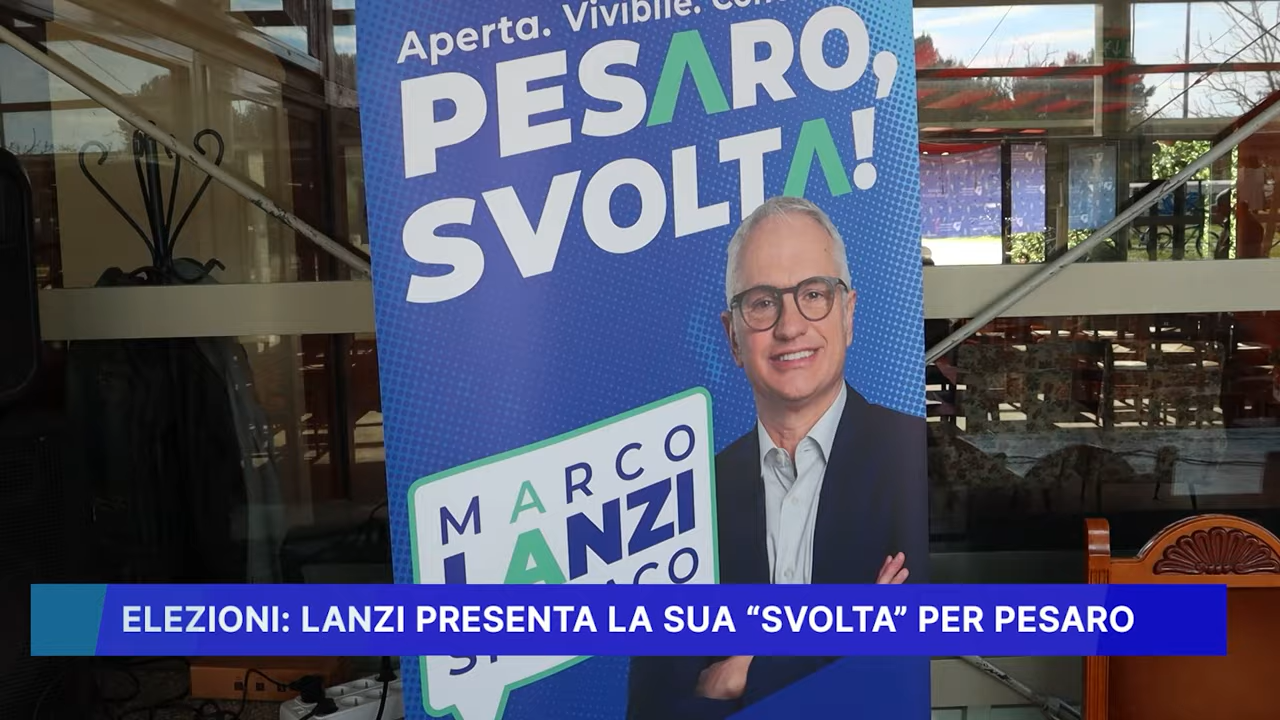 Aperta. Vivibile.
PESARO,
SVOLTA!
MARCO
LANZI
ELEZIONI: LANZI PRESENTA LA SUA “SVOLTA” PER PESARO